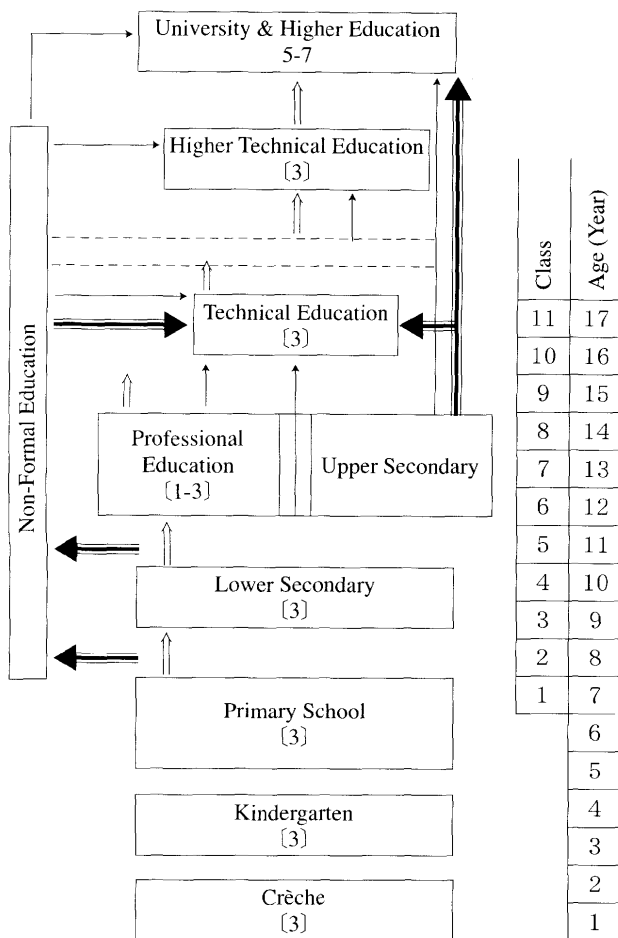 University & Higher Education
5-7
Higher Technical Education
〔3〕
Technical Education
〔3〕
Non-Formal Education
Professional
Education
〔1-3〕
Upper Secondary
Lower Secondary
〔3〕
Primary School
〔3〕
Kindergarten
〔3〕
Crèche
〔3〕
Class Age (Year)
11 17
10 16
9 15
8 14
7 13
6 12
5 11
4 10
3 9
2 8
1 7
6
5
4
3
2
1